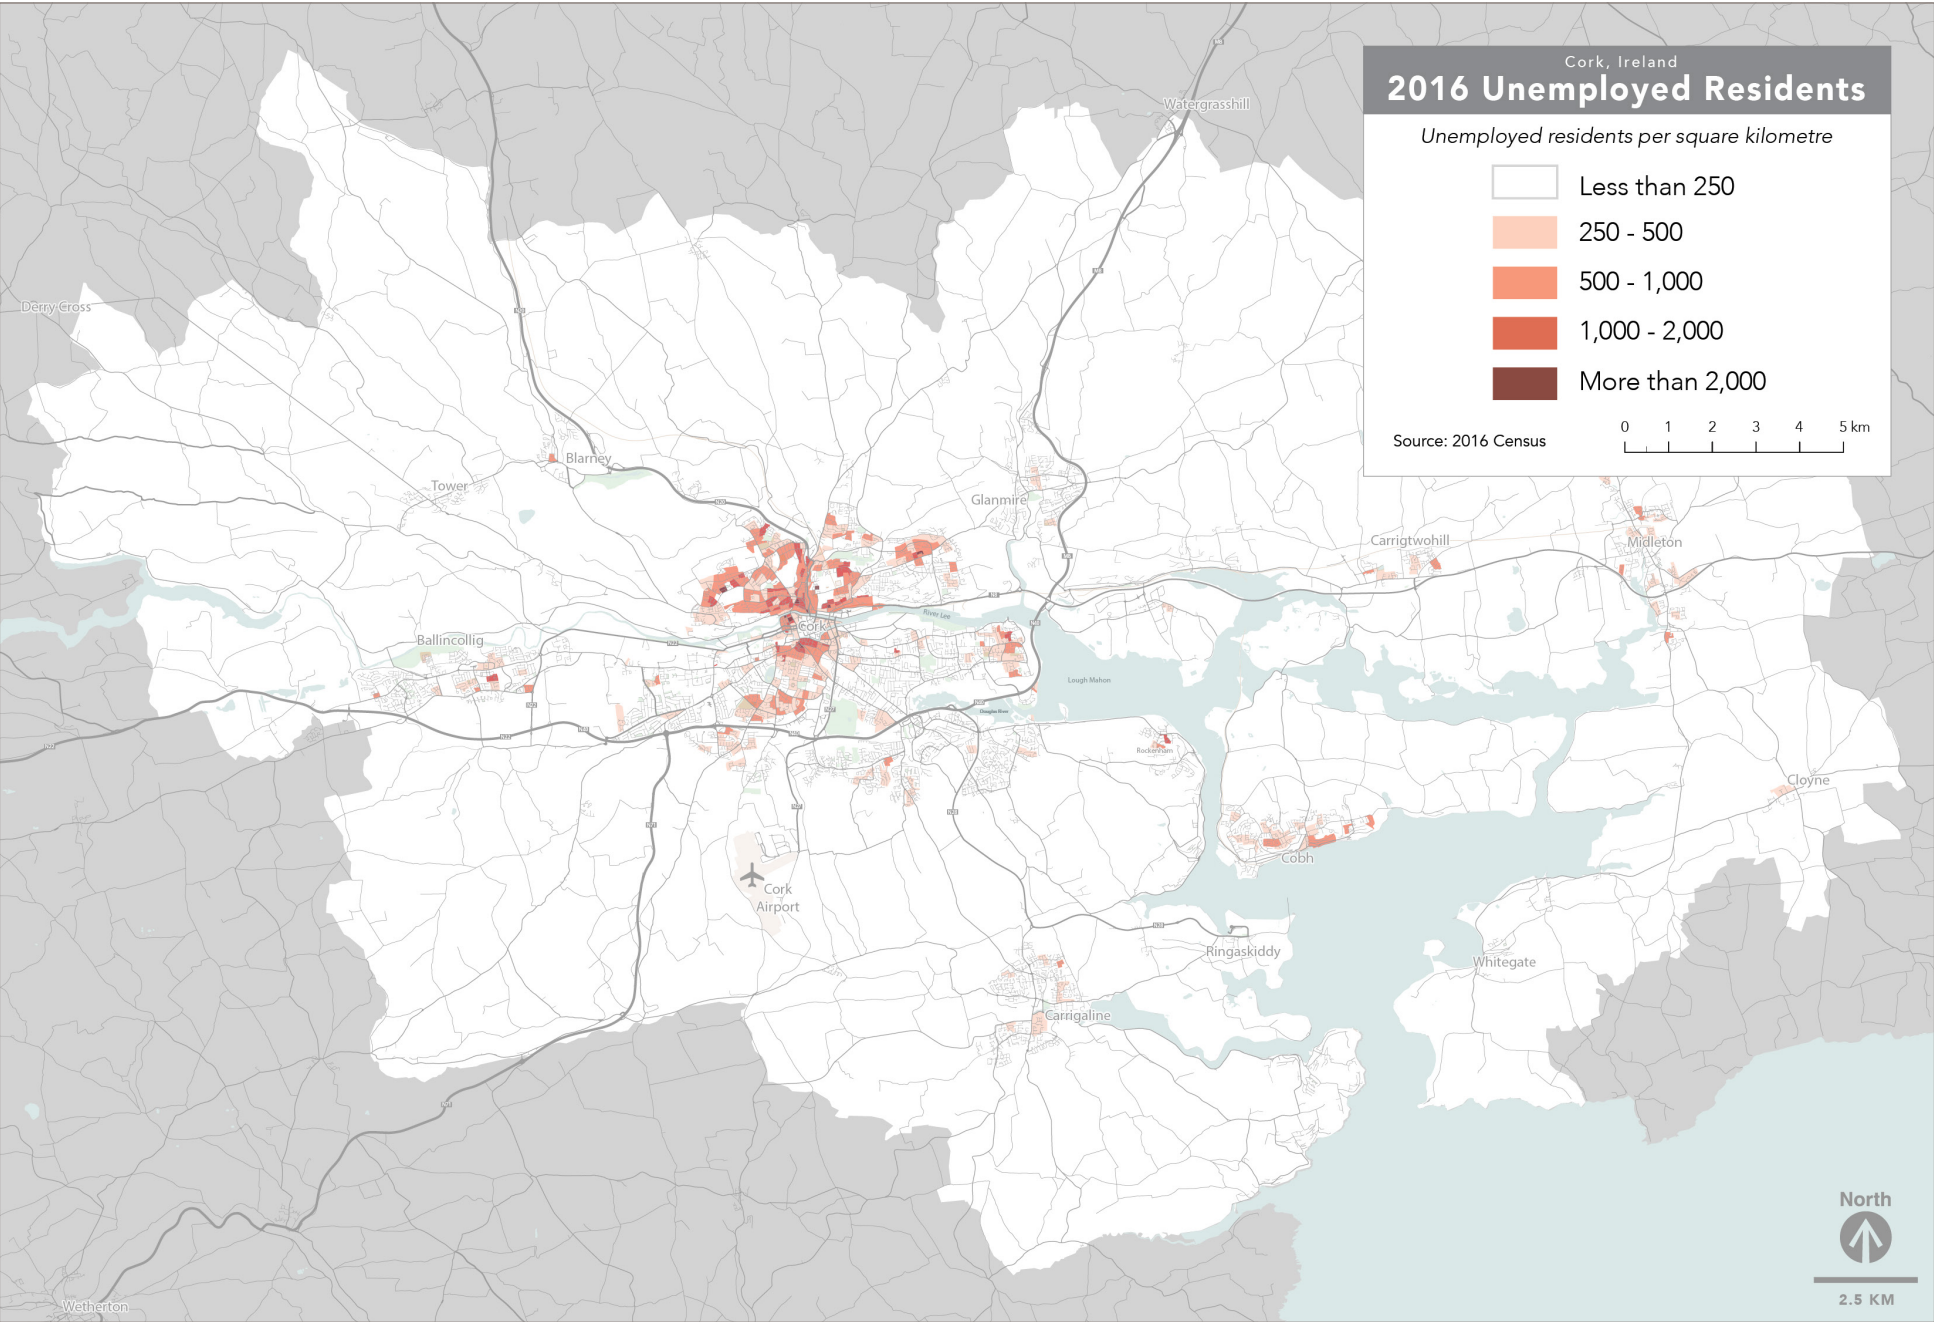 Cork, Ireland
2016 Unemployed Residents
Unemployed residents per square kilometre
Less than 250
250 - 500
500 - 1,000
1,000 - 2,000
More than 2,000
0 1 2 3 4 5 km
Source: 2016 Census
Watergrasshill
Derry Cross
Blarney
Tower
Glanmire
Carrigtwohill
Midleton
River Lee
Cork
Ballincollig
Lough Mahon
Douglas River
Rockenham
Cloyne
Cobh
Cork
Airport
Ringaskiddy
Whitegate
Carrigaline
North
2.5 KM
Wetherton